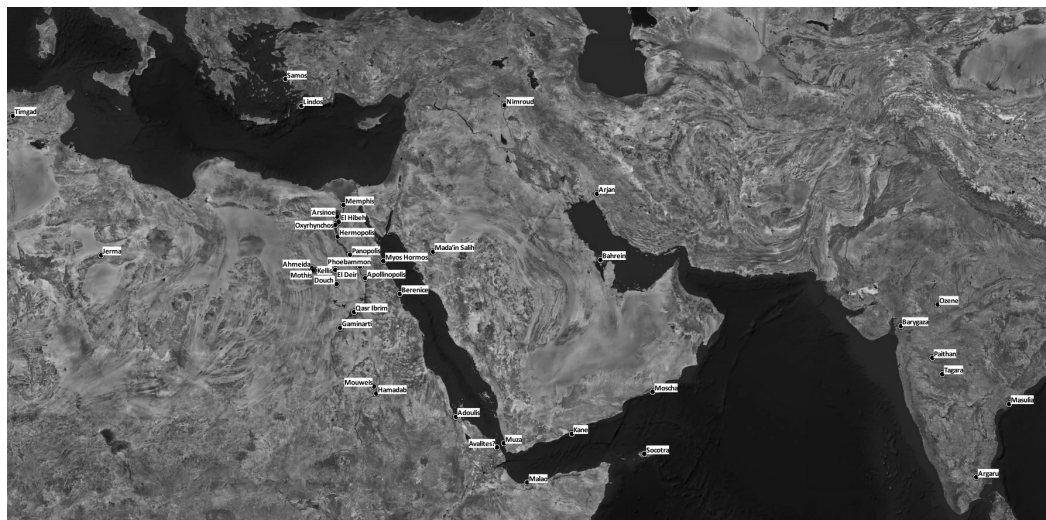 Samos
Lindos
Nimroud
Timgad
Arjan
Memphis
Arsinoe
El Hibeh
Oxyrhynchos
Hermopolis
Jerma
Panopolis
Mada'in Salih
Myos Hormos
Bahrein
Phoebammon
Ahmeida
Kellis
Mothis
El Deir
Apollinopolis
Douch
Berenice
Ozene
Qasr Ibrim
Gaminarti
Barygaza
Paithan
Tagara
Mouweis
Hamadab
Moscha
Masulia
Adoulis
Kane
Avalites?
Muza
Socotra
Argaru
Malao